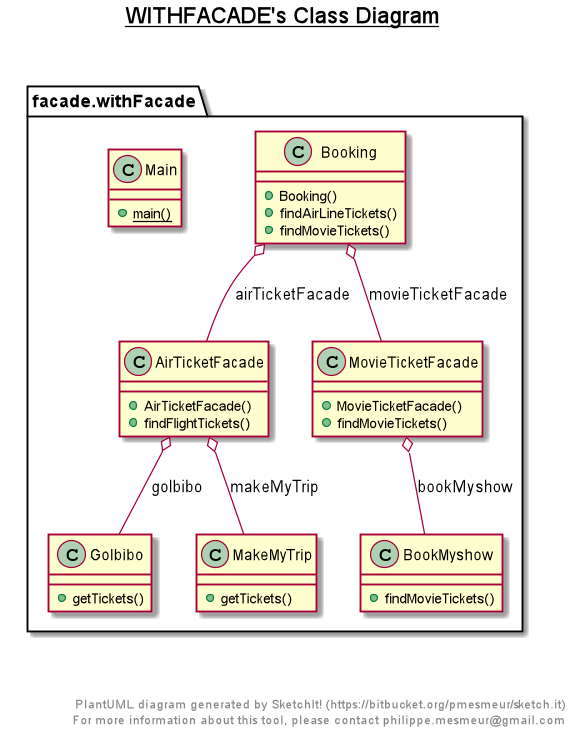 WITHFACADE's Class Diagram
facade.withFacade
C Main
main()
C Booking
Booking()
findAirLineTickets()
findMovieTickets()
airTicketFacade
movieTicketFacade
C AirTicketFacade
AirTicketFacade()
findFlightTickets()
C MovieTicketFacade
MovieTicketFacade()
findMovieTickets()
golbibo
makeMyTrip
bookMyshow
C GoIbibo
getTickets()
C MakeMyTrip
getTickets()
C BookMyshow
findMovieTickets()
PlantUML diagram generated by SketchIt! (https://bitbucket.org/pmesmeur/sketch.it)
For more information about this tool, please contact philippe.mesmeur@gmail.com